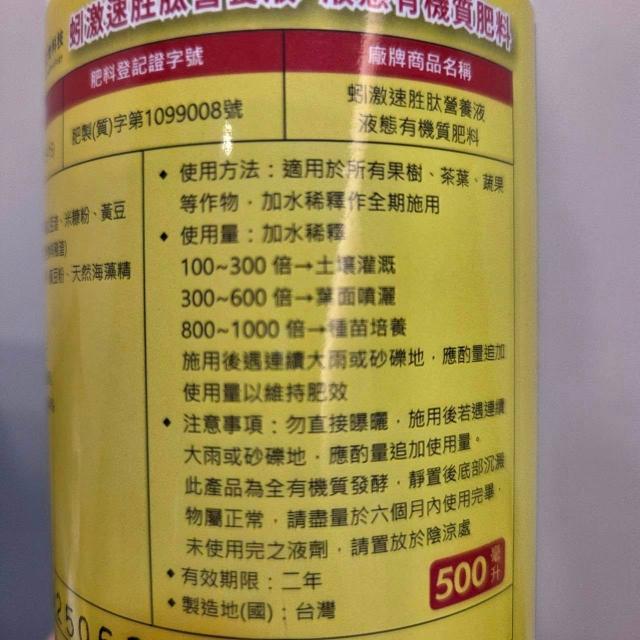 蚓激速胜肽營養液 液態有機質肥料
肥料登記證字號
廠牌商品名稱
肥製(質)字第1099008號
蚓激速胜肽營養液
液態有機質肥料
米糠粉、黃豆
天然海藻精
◆ 使用方法：適用於所有果樹、茶葉、蔬果
等作物，加水稀釋作全期施用
◆ 使用量：加水稀釋
100~300 倍→土壤灌溉
300~600 倍→葉面噴灑
800~1000 倍→種苗培養
施用後遇連續大雨或砂礫地，應酌量追加
使用量以維持肥效
◆ 注意事項：勿直接曝曬，施用後若遇連續
大雨或砂礫地，應酌量追加使用量。
此產品為全有機質發酵，靜置後底部沉澱
物屬正常，請盡量於六個月內使用完畢，
未使用完之液劑，請置放於陰涼處
◆ 有效期限：二年
◆ 製造地(國)：台灣
500毫升